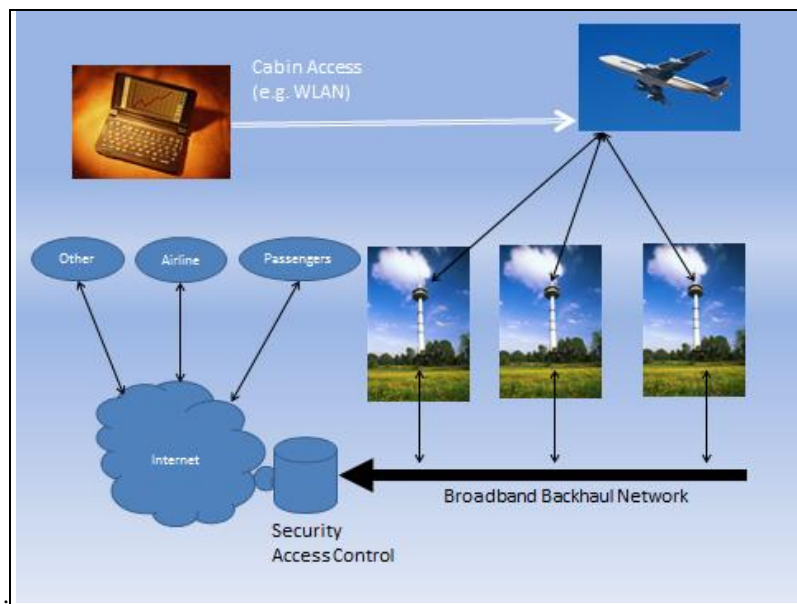 Cabin Access
(e.g. WLAN)
Other
Airline
Passengers
Internet
Broadband Backhaul Network
Security
Access Control